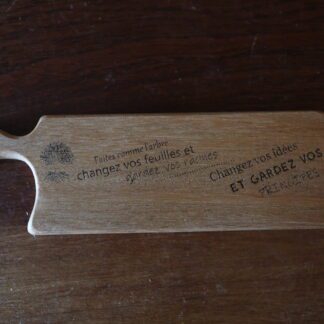 Faites comme l'arbre
changez vos feuilles et
gardez vos racines
Changez vos idées
ET GARDEZ VOS
PRINCIPES